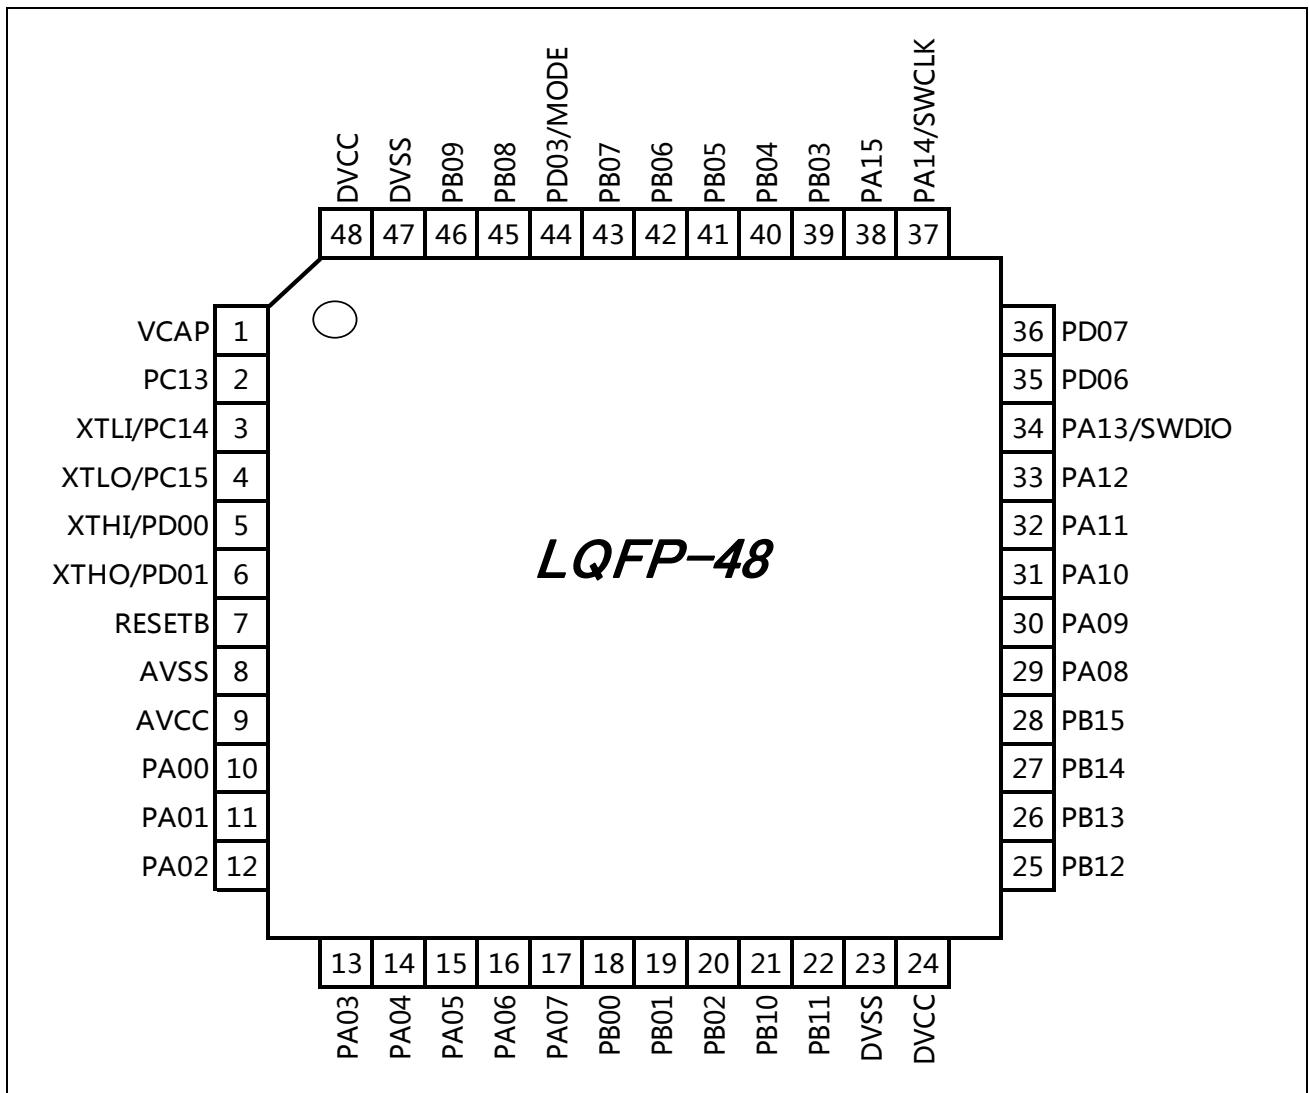 DVCC
DVSS
PB09
PB08
PD03/MODE
PB07
PB06
PB05
PB04
PB03
PA15
PA14/SWCLK
48 47 46 45 44 43 42 41 40 39 38 37
VCAP 1
36 PD07
PC13 2
35 PD06
XTLI/PC14 3
34 PA13/SWDIO
XTLO/PC15 4
33 PA12
XTHI/PD00 5
32 PA11
XTHO/PD01 6
31 PA10
RESETB 7
30 PA09
AVSS 8
29 PA08
AVCC 9
28 PB15
PA00 10
27 PB14
PA01 11
26 PB13
PA02 12
25 PB12
LQFP-48
13 14 15 16 17 18 19 20 21 22 23 24
PA03
PA04
PA05
PA06
PA07
PB00
PB01
PB02
PB10
PB11
DVSS
DVCC